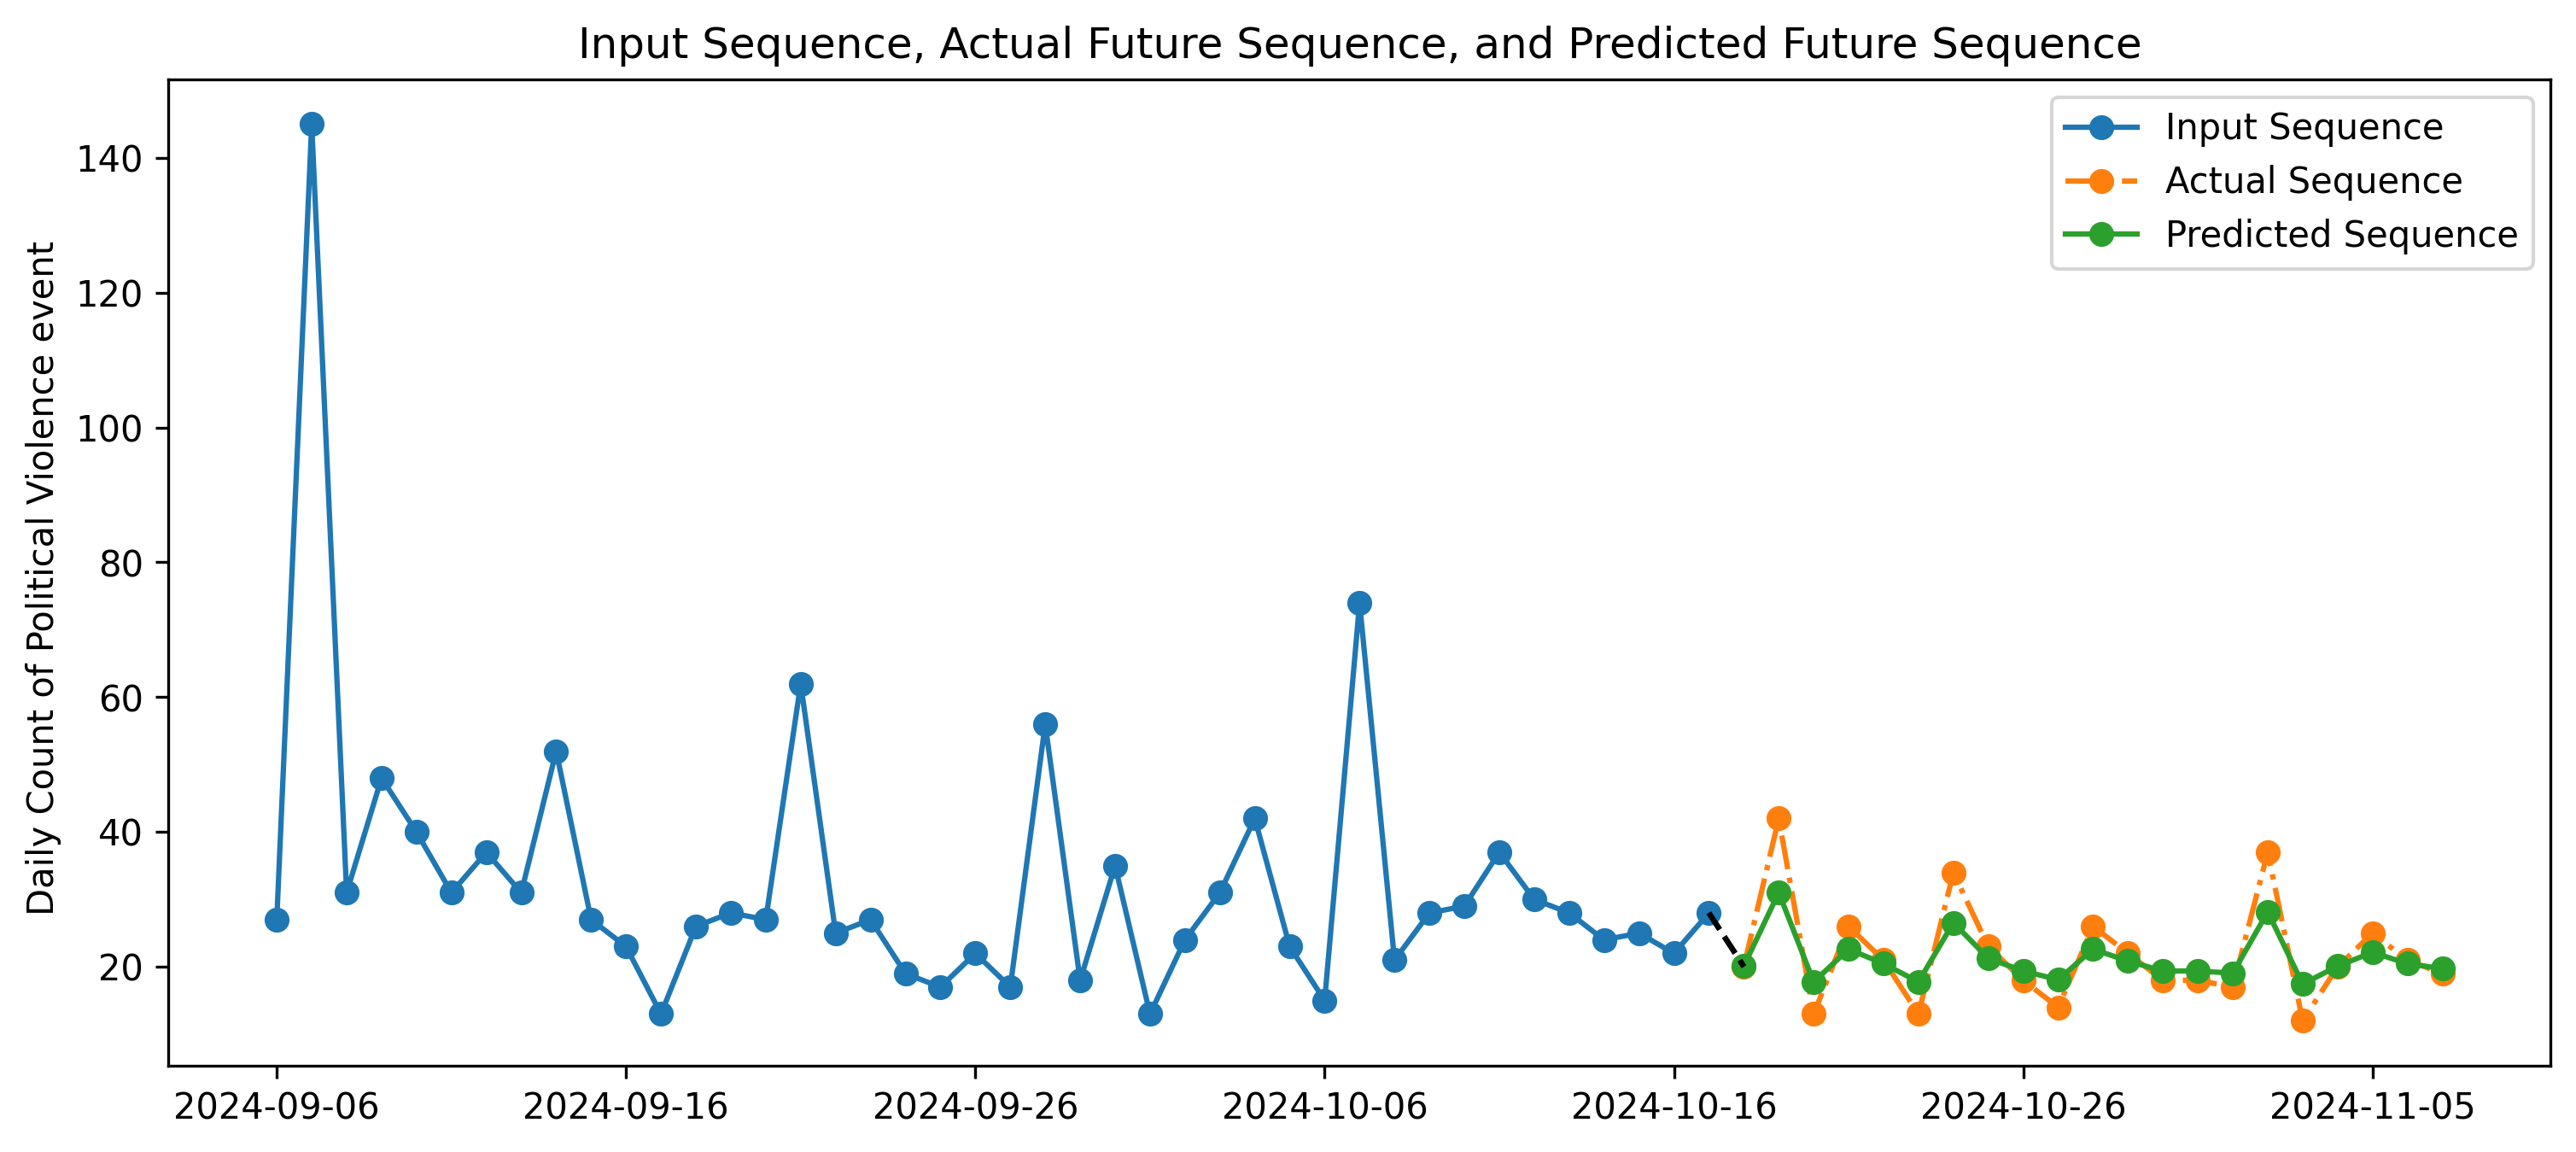 Input Sequence, Actual Future Sequence, and Predicted Future Sequence
Daily Count of Political Violence event
140
120
100
80
60
40
20
Input Sequence
Actual Sequence
Predicted Sequence
2024-09-06 2024-09-16 2024-09-26 2024-10-06 2024-10-16 2024-10-26 2024-11-05